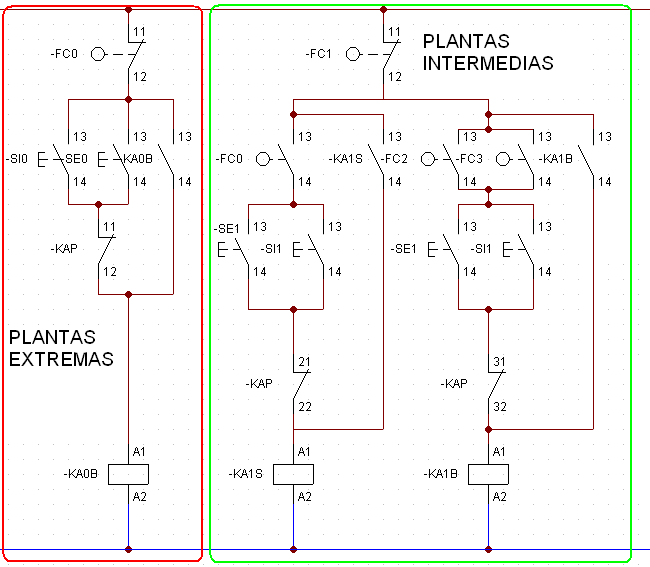 11
-FC0
12
13 13 13
-SI0 SE0 KA0B
14 14 14
11
-KAP
12
PLANTAS
EXTREMAS
A1
-KA0B
A2
11
-FC1
12
PLANTAS
INTERMEDIAS
13 13 13 13 13
-FC0 -KA1S -FC2 -FC3 -KA1B
14 14 14 14 14
-SE1 13 13 13 13
-SI1 -SE1 -SI1
14 14 14 14
21 31
-KAP -KAP
22 32
A1 A1
-KA1S -KA1B
A2 A2